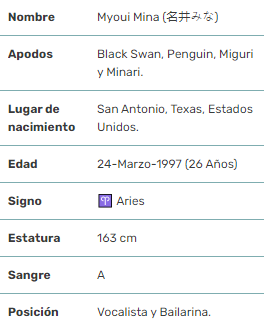 Nombre Myoui Mina (名井みな)
Apodos Black Swan, Penguin, Miguri
y Minari.
Lugar de San Antonio, Texas, Estados
nacimiento Unidos.
Edad 24-Marzo-1997 (26 Años)
Signo ♈ Aries
Estatura 163 cm
Sangre A
Posición Vocalista y Bailarina.